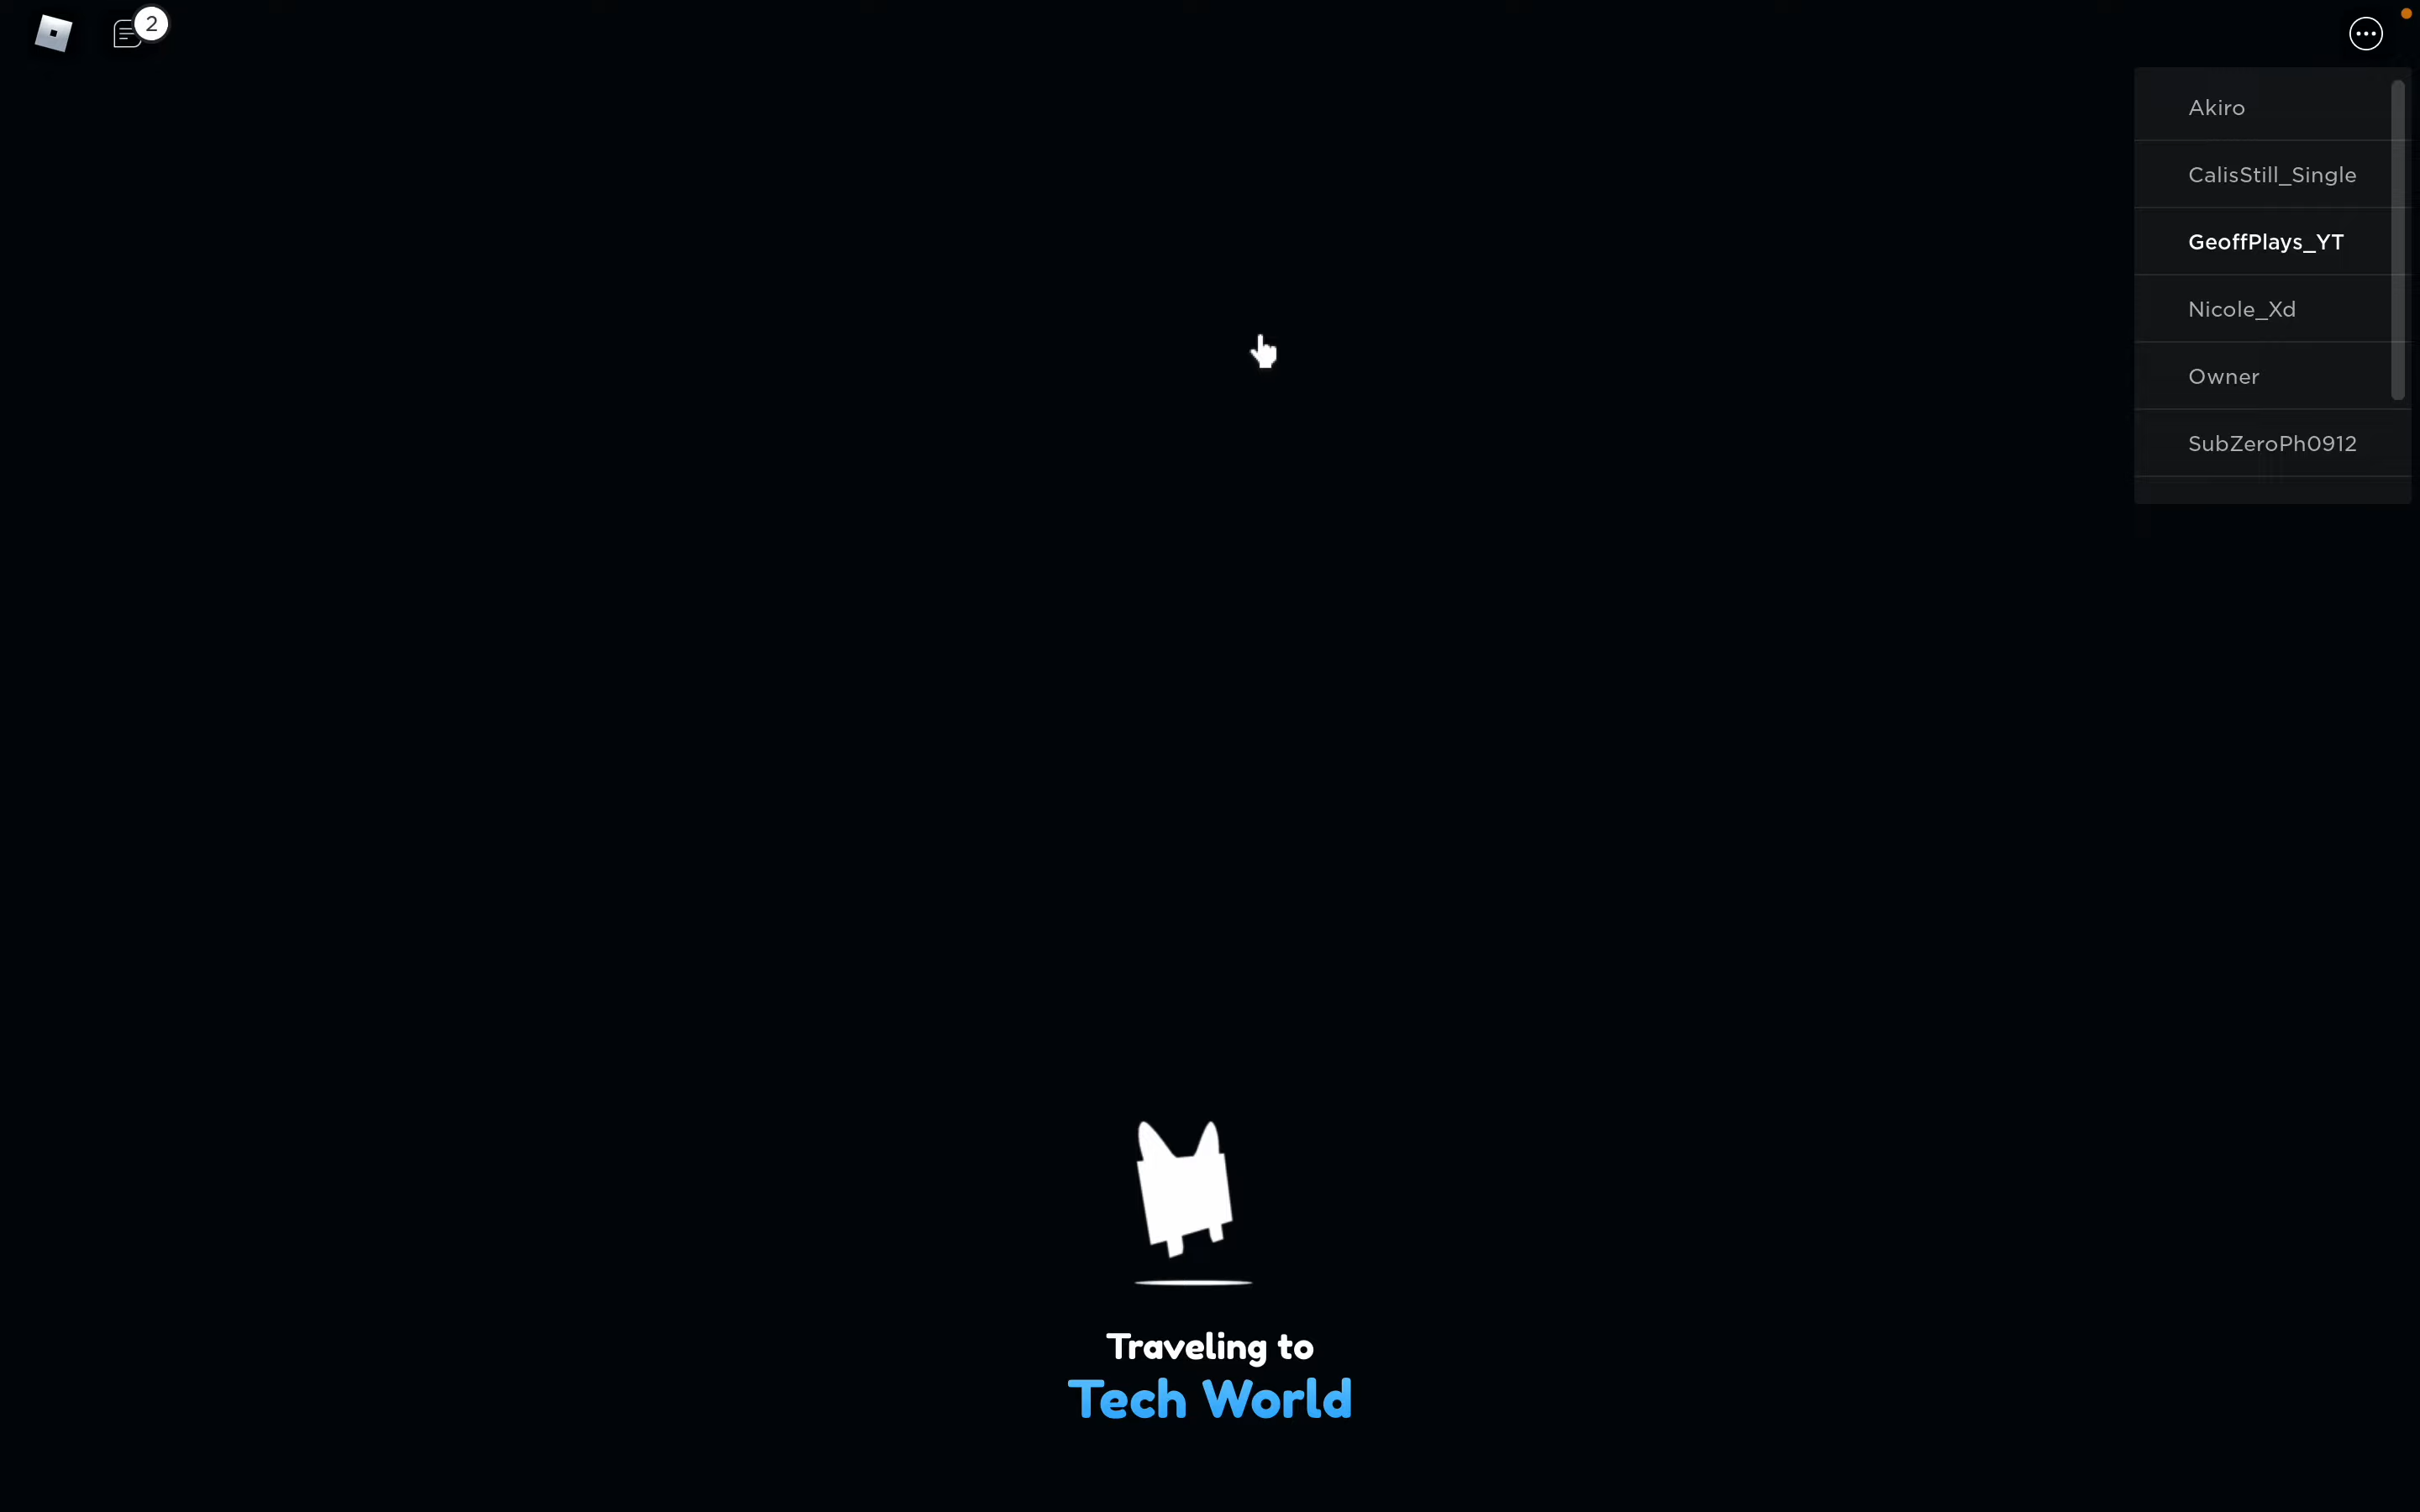 2
Akiro
CalisStill_Single
GeoffPlays_YT
Nicole_Xd
Owner
SubZeroPh0912
Traveling to
Tech World